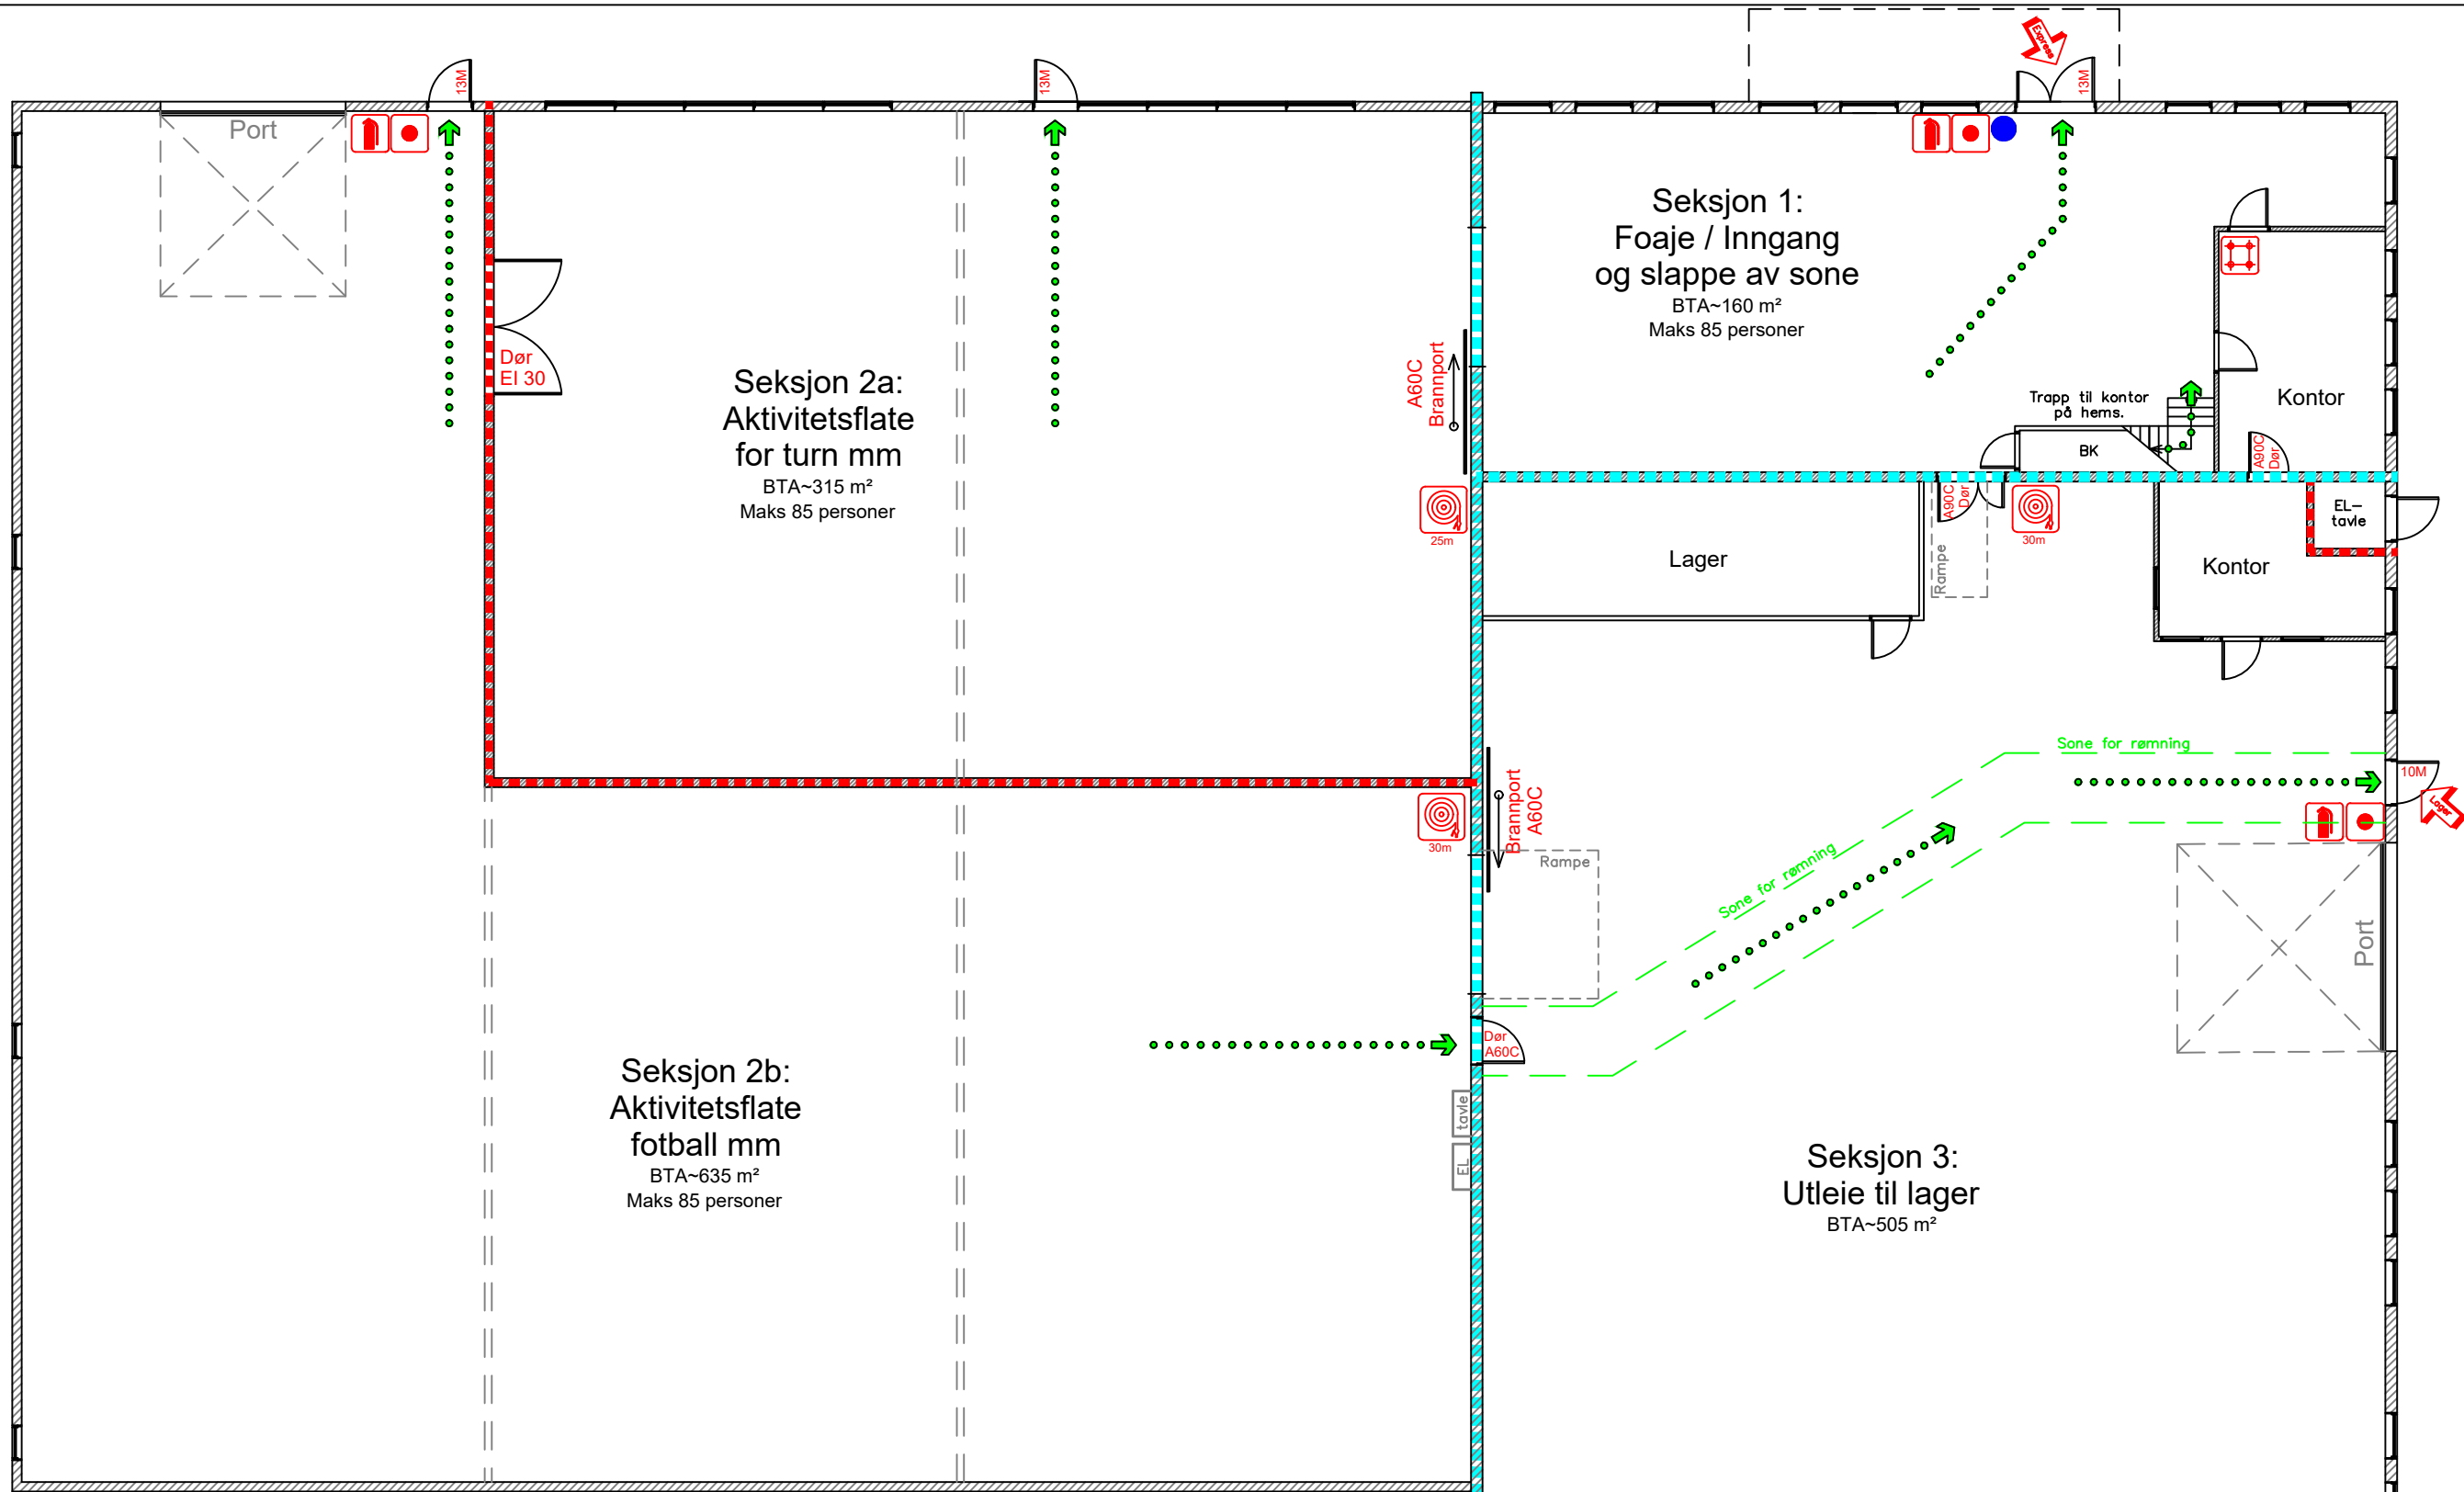 Express
13M
13M
13M
Port
Seksjon 1:
Foaje / Inngang
og slappe av sone
BTA~160 m²
Maks 85 personer
Dør
EI 30
Seksjon 2a:
Aktivitetsflate
for turn mm
BTA~315 m²
Maks 85 personer
A60C
Brannport
Trapp til kontor
på hems.
Kontor
BK
A90C
Dør
25m
Lager
A90C
Dør
Rampe
30m
EL-
tavle
Kontor
Sone for rømning
10M
Lager
30m
Brannport
A60C
Rampe
Sone for rømning
Port
Dør
A60C
Seksjon 2b:
Aktivitetsflate
fotball mm
BTA~635 m²
Maks 85 personer
tavle
EL
Seksjon 3:
Utleie til lager
BTA~505 m²